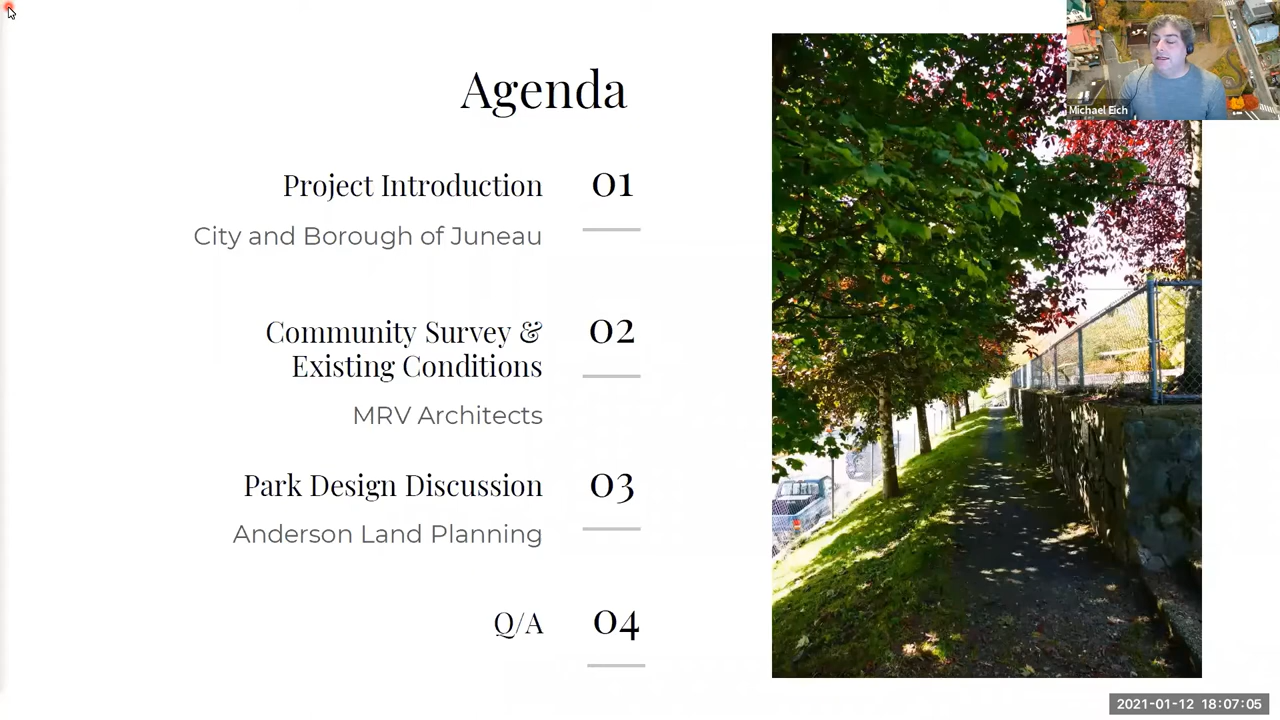 Agenda
Project Introduction 01
City and Borough of Juneau
Community Survey & 02
Existing Conditions
MRV Architects
Park Design Discussion 03
Anderson Land Planning
Q/A 04
Michael Eich
2021-01-12 18:07:05